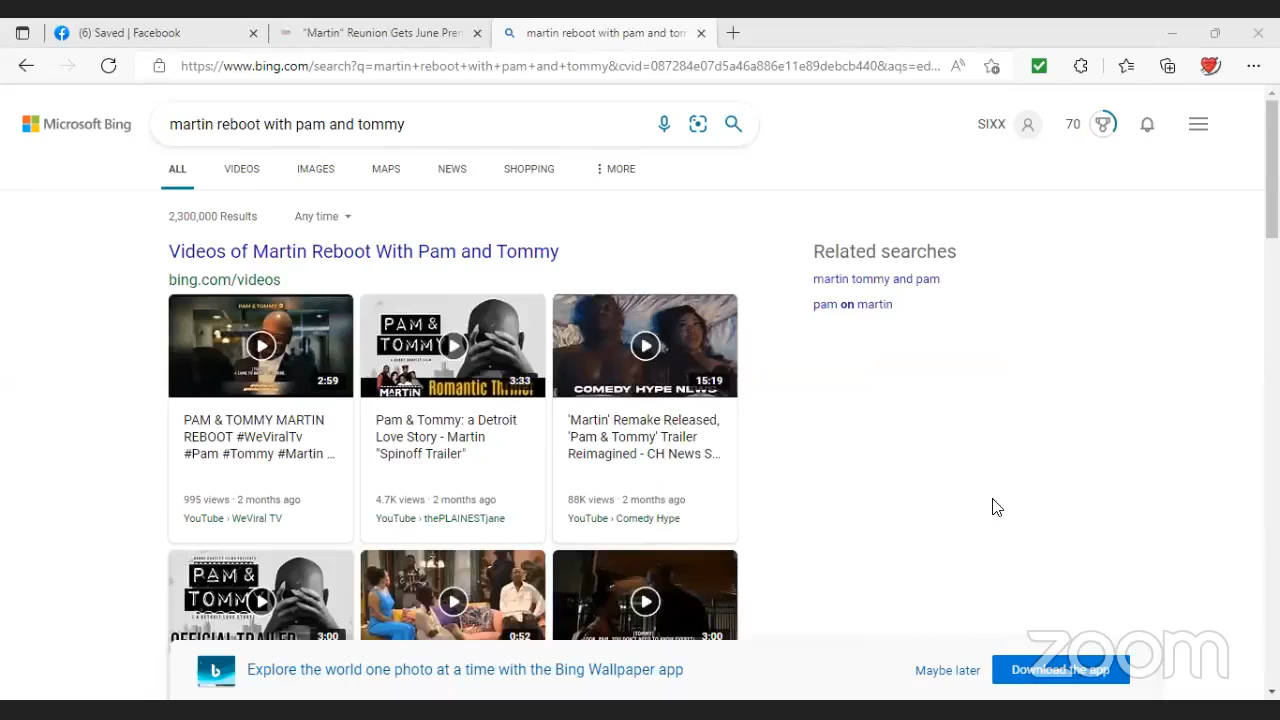 (6) Saved | Facebook
"Martin" Reunion Gets June Prem
martin reboot with pam and tom
https://www.bing.com/search?q=martin+reboot+with+pam+and+tommy&cvid=087284e07d5a46a886e11e89debcb440&aqs=ed...
Microsoft Bing
martin reboot with pam and tommy
SIXX
70
ALL
VIDEOS
IMAGES
MAPS
NEWS
SHOPPING
MORE
2,300,000 Results
Any time
Videos of Martin Reboot With Pam and Tommy
Related searches
bing.com/videos
martin tommy and pam
pam on martin
PAM & TOMMY
2:59
PAM &
TOMMY
MARTIN
Romantic Thriller
3:33
COMEDY HYPE NEWS
15:19
PAM & TOMMY MARTIN
REBOOT #WeViralTv
#Pam #Tommy #Martin ...
995 views · 2 months ago
YouTube › WeViral TV
Pam & Tommy: a Detroit
Love Story - Martin
"Spinoff Trailer"
4.7K views · 2 months ago
YouTube › thePLAINESTjane
'Martin' Remake Released,
'Pam & Tommy' Trailer
Reimagined - CH News S...
88K views · 2 months ago
YouTube › Comedy Hype
PAM &
TOMMY
OFFICIAL TRAILER
3:00
0:52
3:00
Explore the world one photo at a time with the Bing Wallpaper app
Maybe later
Download the app
zoom